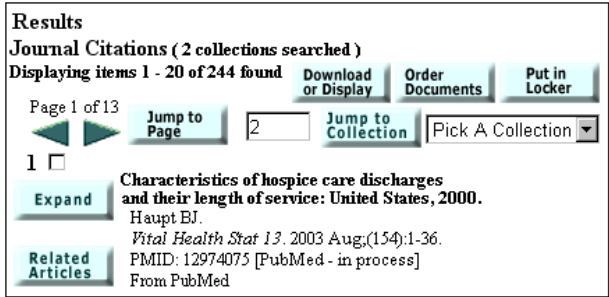 Results
Journal Citations ( 2 collections searched )
Displaying items 1 - 20 of 244 found
Download or Display
Order Documents
Put in Locker
Page 1 of 13
Jump to Page
2
Jump to Collection
Pick A Collection
1
Expand
Characteristics of hospice care discharges
and their length of service: United States, 2000.
Haupt BJ.
Vital Health Stat 13. 2003 Aug;(154):1-36.
Related Articles
PMID: 12974075 [PubMed - in process]
From PubMed